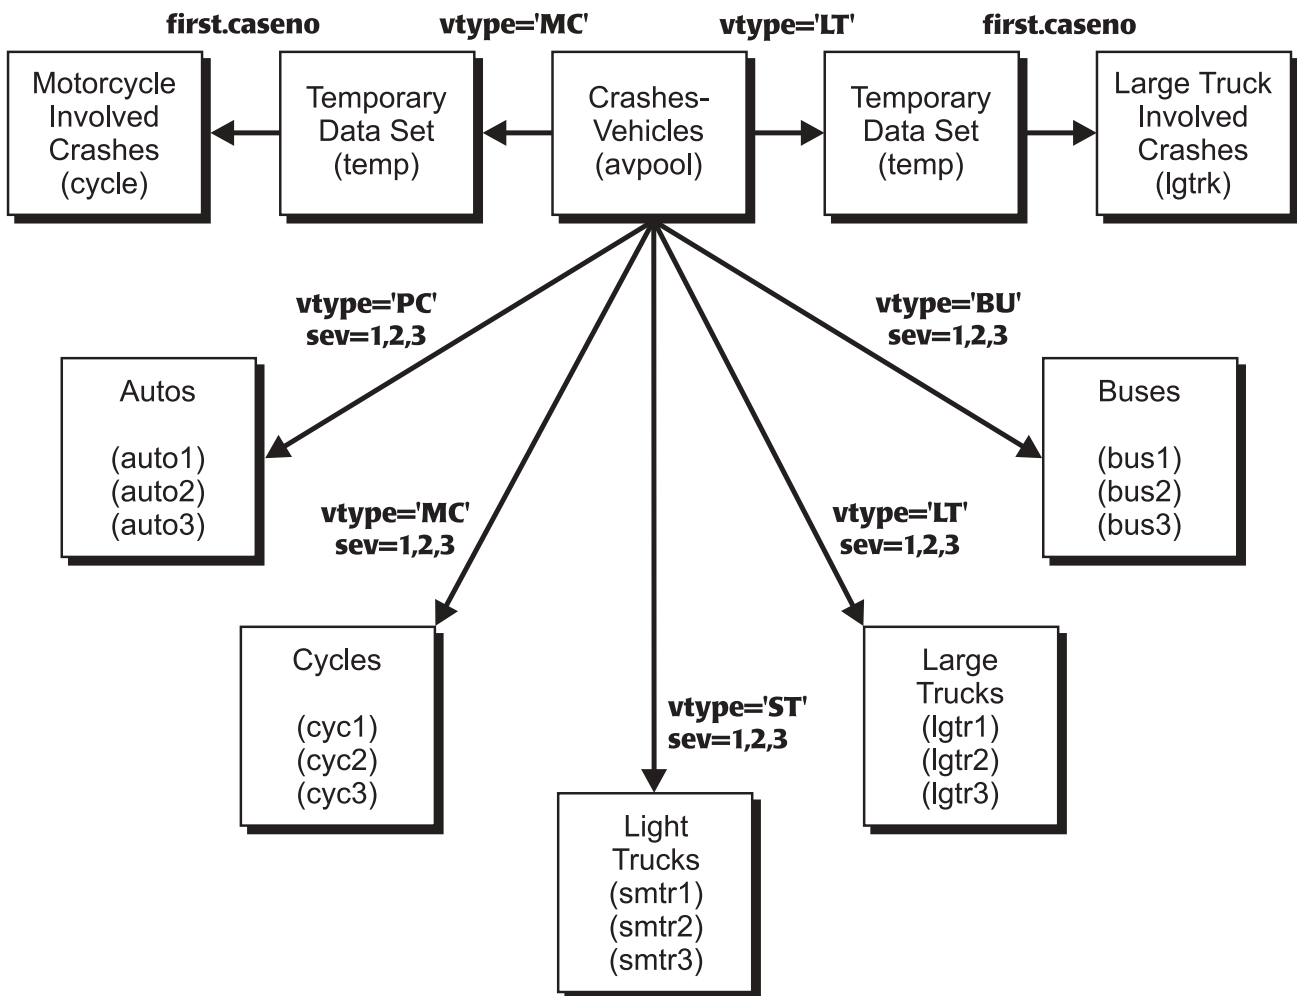 first.caseno
vtype='MC'
vtype='LT'
first.caseno
Motorcycle
Involved
Crashes
(cycle)
Temporary
Data Set
(temp)
Crashes-
Vehicles
(avpool)
Temporary
Data Set
(temp)
Large Truck
Involved
Crashes
(lgtrk)
vtype='PC'
sev=1,2,3
vtype='BU'
sev=1,2,3
Autos
(auto1)
(auto2)
(auto3)
Buses
(bus1)
(bus2)
(bus3)
vtype='MC'
sev=1,2,3
vtype='LT'
sev=1,2,3
Cycles
(cyc1)
(cyc2)
(cyc3)
Large
Trucks
(lgtr1)
(lgtr2)
(lgtr3)
vtype='ST'
sev=1,2,3
Light
Trucks
(smtr1)
(smtr2)
(smtr3)